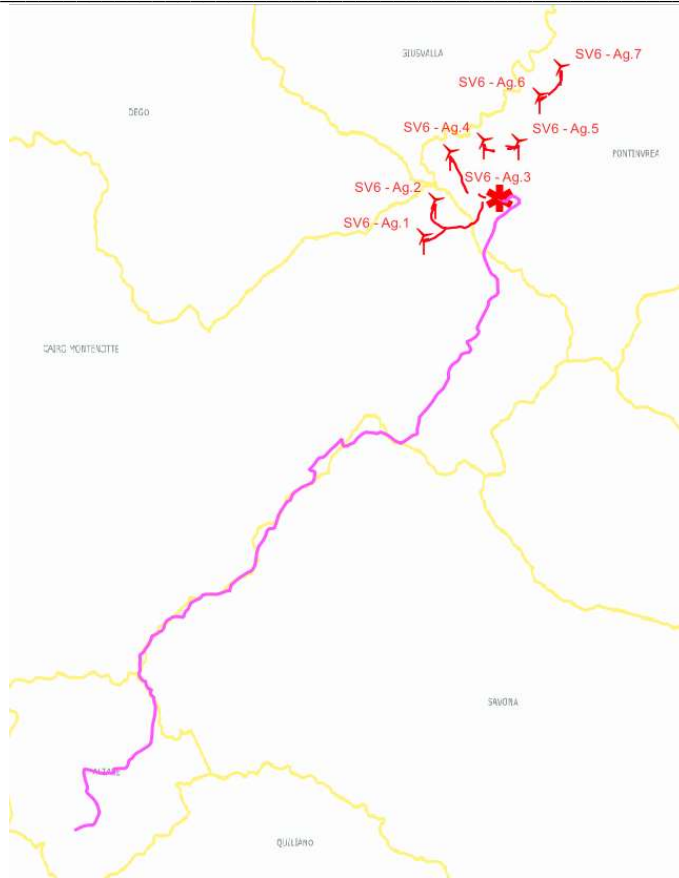 GIUSVALLA
SV6 - Ag.7
SV6 - Ag.6
DEGO
SV6 - Ag.4
SV6 - Ag.5
PONTINVREA
SV6 - Ag.3
SV6 - Ag.2
SV6 - Ag.1
CAIRO MONTENOTTE
SAVONA
ALTARE
QUILIANO